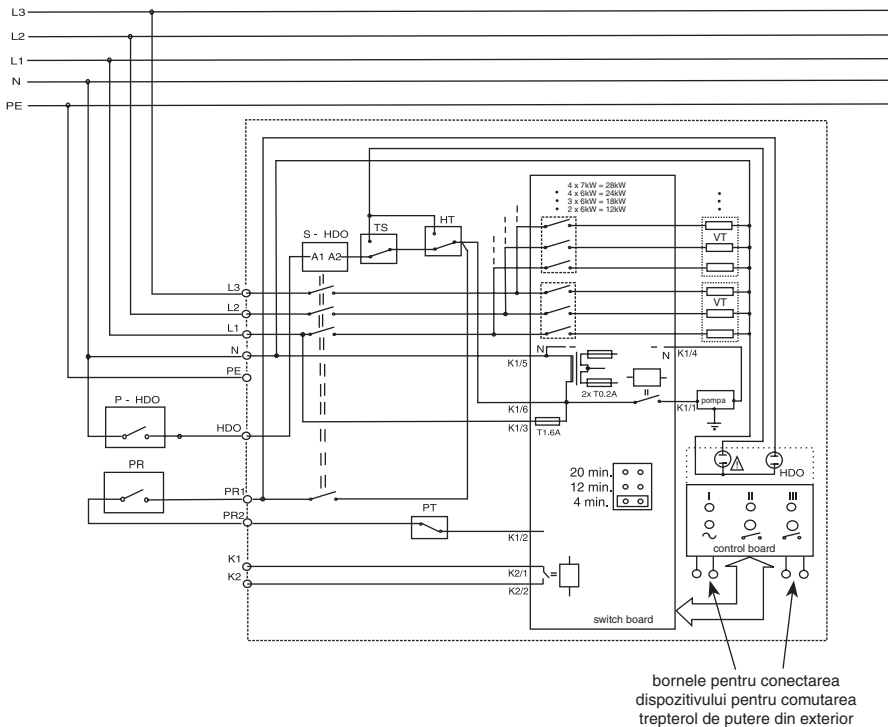 L3
L2
L1
N
PE
4 x 7kW = 28kW
4 x 6kW = 24kW
3 x 6kW = 18kW
2 x 6kW = 12kW
S - HDO
TS
HT
A1 A2
VT
L3
L2
VT
L1
N
N
N
K1/4
K1/5
PE
2x T0.2A
pompa
P - HDO
K1/6
K1/1
HDO
K1/3
T1.6A
HDO
PR
20 min.
12 min.
4 min.
I
II
III
PR1
PR2
PT
K1/2
control board
K1
K2/1
=
K2
K2/2
switch board
bornele pentru conectarea
dispozitivului pentru comutarea
trepterol de putere din exterior